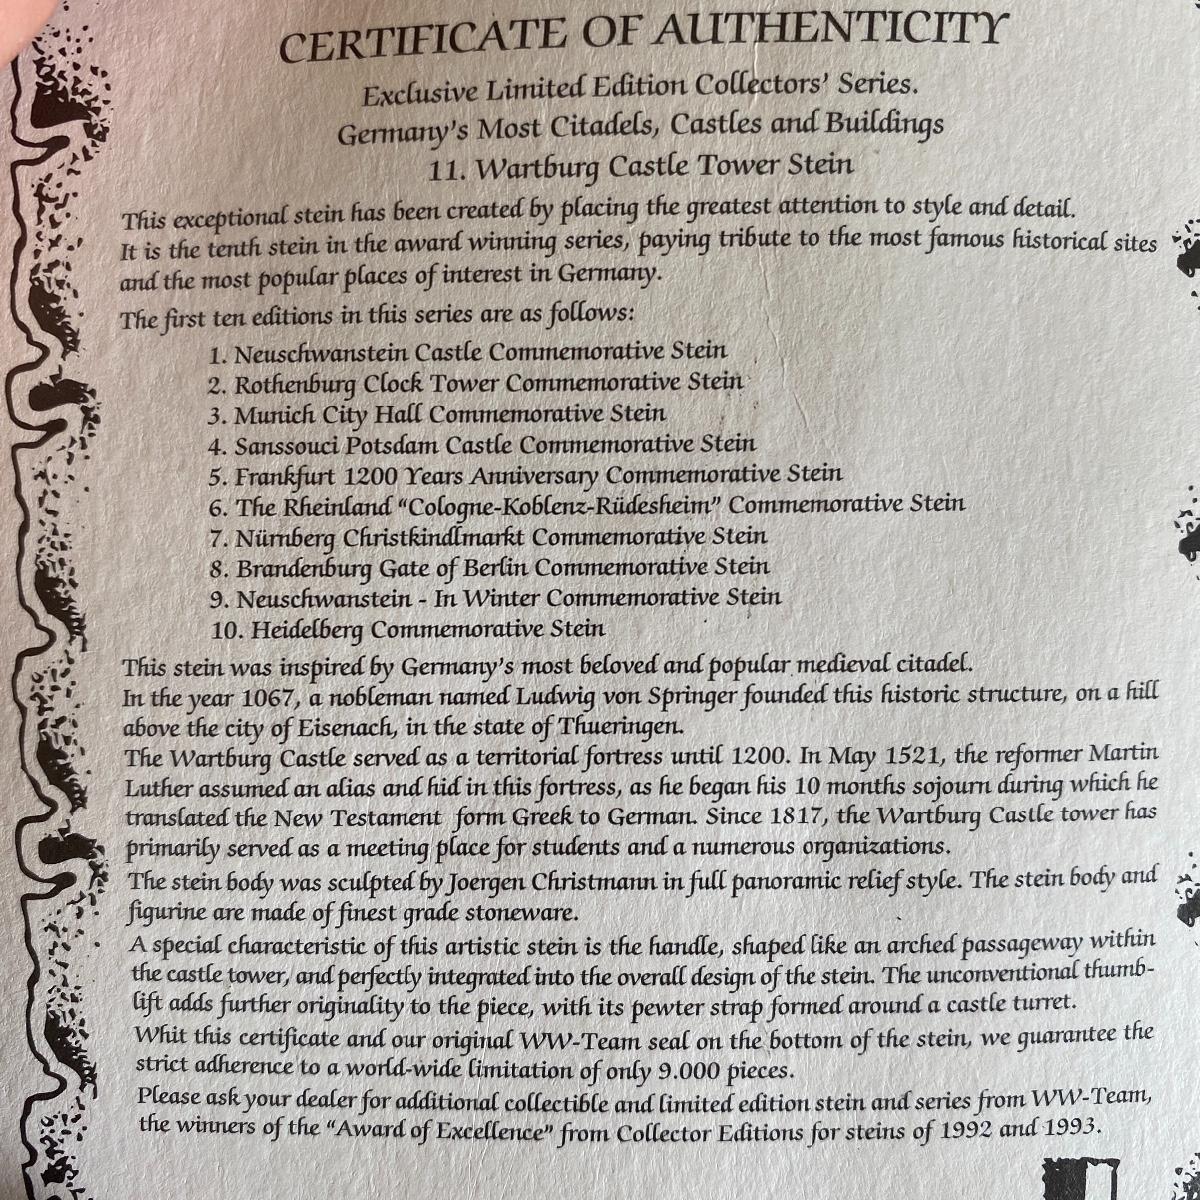 CERTIFICATE OF AUTHENTICITY
Exclusive Limited Edition Collectors' Series.
Germany's Most Citadels, Castles and Buildings
11. Wartburg Castle Tower Stein
This exceptional stein has been created by placing the greatest attention to style and detail.
It is the tenth stein in the award winning series, paying tribute to the most famous historical sites
and the most popular places of interest in Germany.
The first ten editions in this series are as follows:
1. Neuschwanstein Castle Commemorative Stein
2. Rothenburg Clock Tower Commemorative Stein
3. Munich City Hall Commemorative Stein
4. Sanssouci Potsdam Castle Commemorative Stein
5. Frankfurt 1200 Years Anniversary Commemorative Stein
6. The Rheinland “Cologne-Koblenz-Rüdesheim” Commemorative Stein
7. Nürnberg Christkindlmarkt Commemorative Stein
8. Brandenburg Gate of Berlin Commemorative Stein
9. Neuschwanstein - In Winter Commemorative Stein
10. Heidelberg Commemorative Stein
This stein was inspired by Germany's most beloved and popular medieval citadel.
In the year 1067, a nobleman named Ludwig von Springer founded this historic structure, on a hill
above the city of Eisenach, in the state of Thueringen.
The Wartburg Castle served as a territorial fortress until 1200. In May 1521, the reformer Martin
Luther assumed an alias and hid in this fortress, as he began his 10 months sojourn during which he
translated the New Testament form Greek to German. Since 1817, the Wartburg Castle tower has
primarily served as a meeting place for students and a numerous organizations.
The stein body was sculpted by Joergen Christmann in full panoramic relief style. The stein body and
figurine are made of finest grade stoneware.
A special characteristic of this artistic stein is the handle, shaped like an arched passageway within
the castle tower, and perfectly integrated into the overall design of the stein. The unconventional thumb-
lift adds further originality to the piece, with its pewter strap formed around a castle turret.
Whit this certificate and our original WW-Team seal on the bottom of the stein, we guarantee the
strict adherence to a world-wide limitation of only 9.000 pieces.
Please ask your dealer for additional collectible and limited edition stein and series from WW-Team,
the winners of the “Award of Excellence” from Collector Editions for steins of 1992 and 1993.